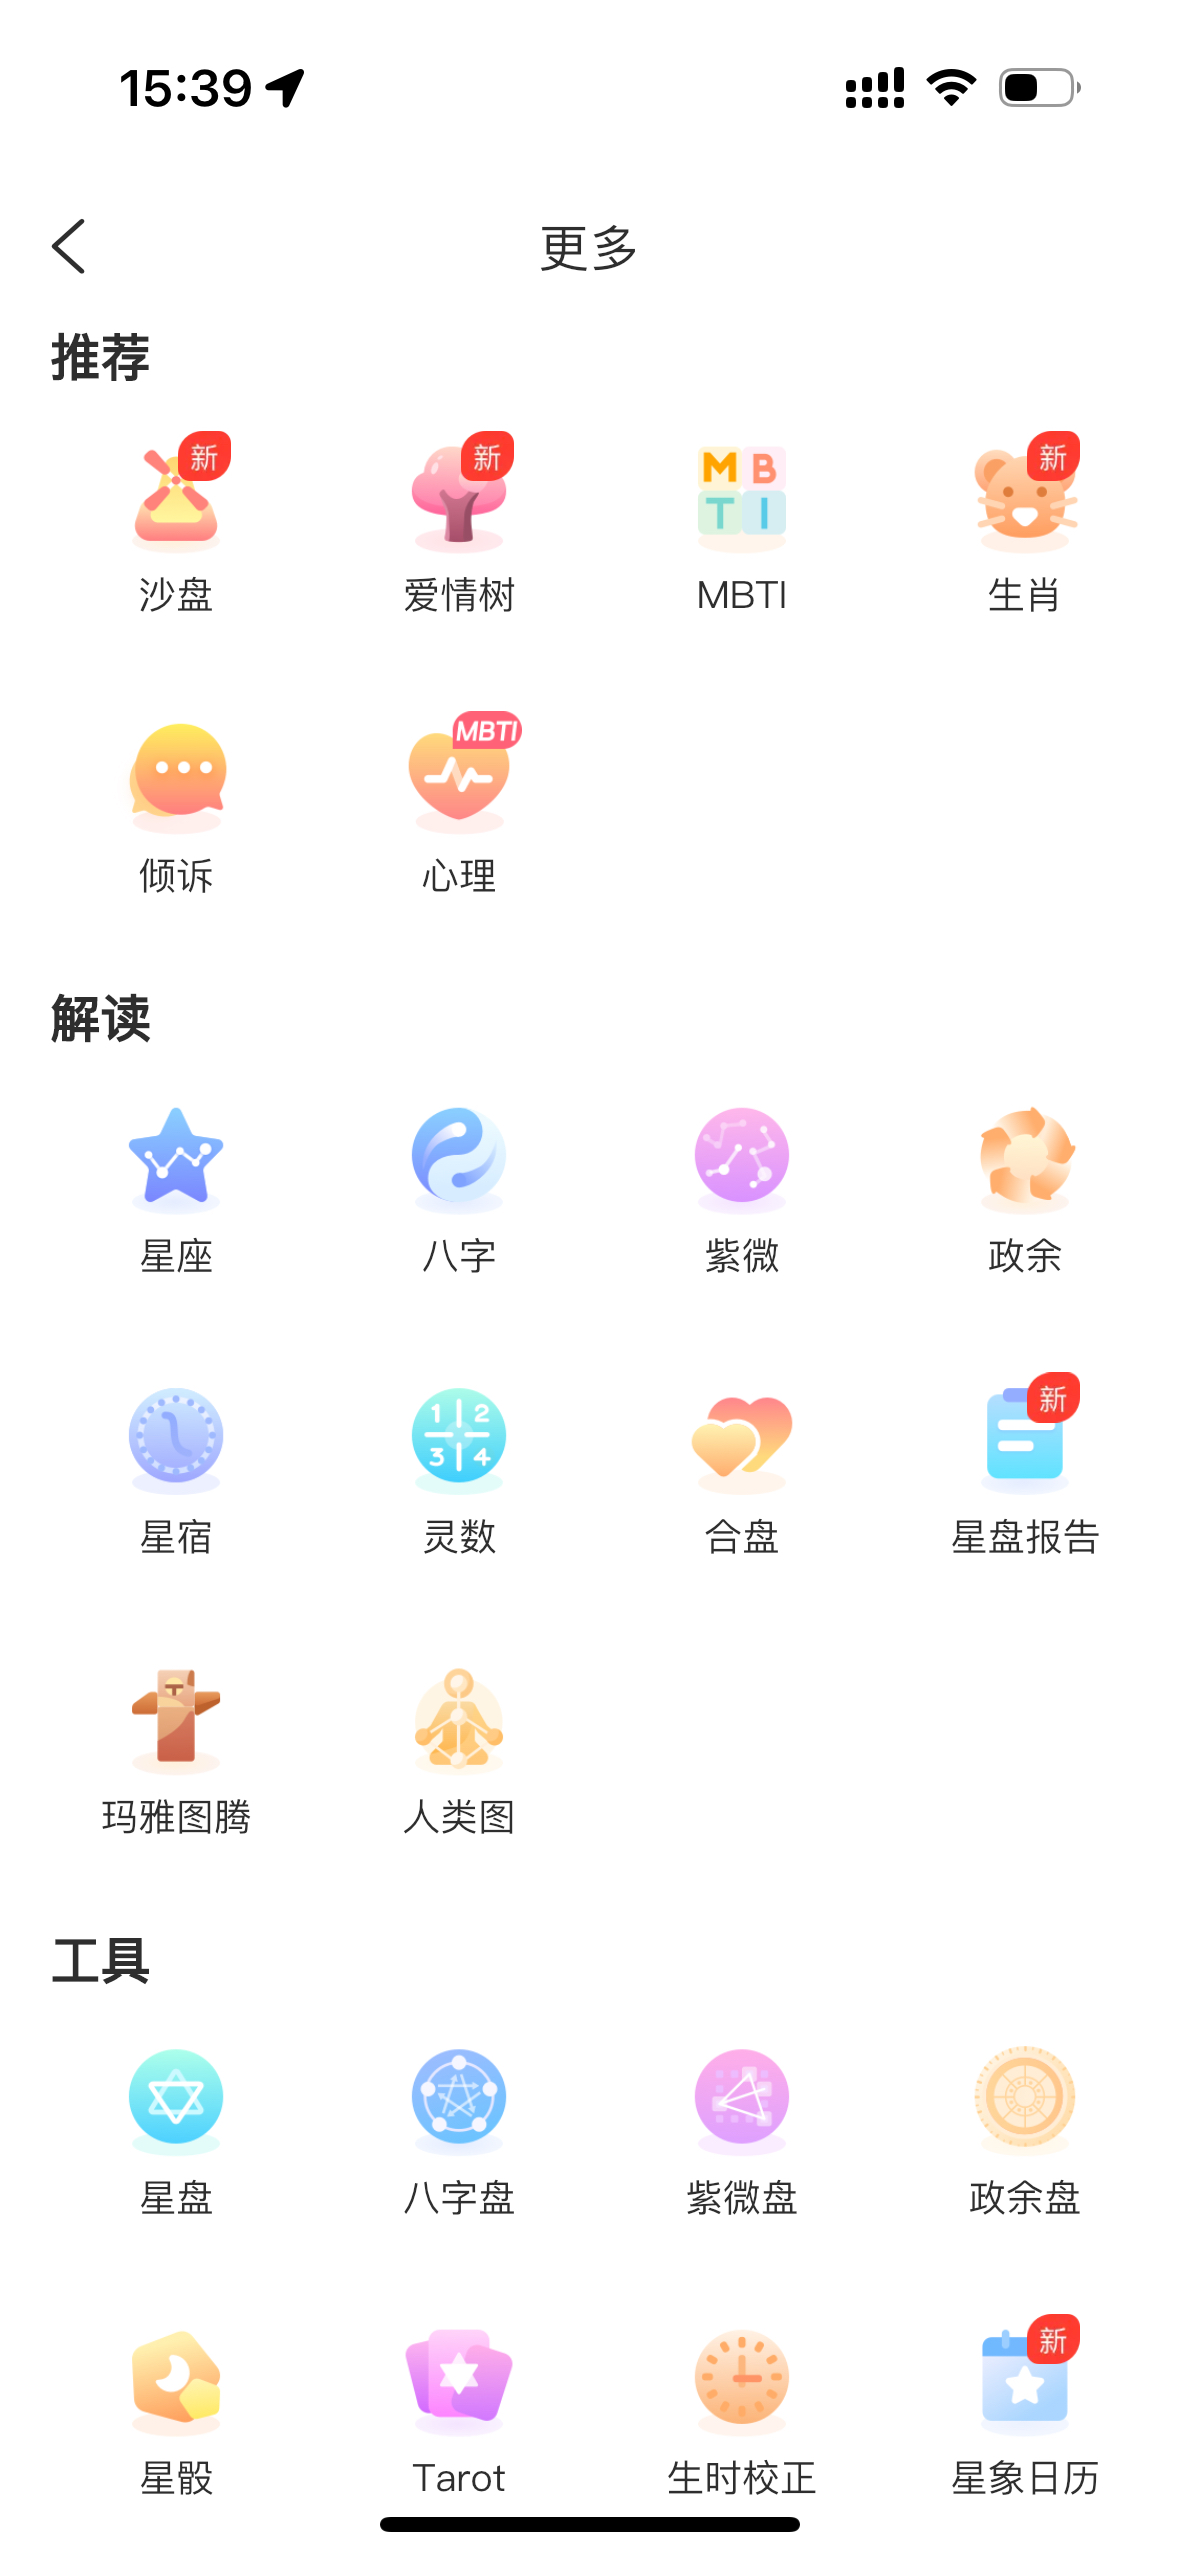 15:39
更多
推荐
新
新
新
M B
T I
沙盘 爱情树 MBTI 生肖
MBTI
倾诉 心理
解读
星座 八字 紫微 政余
1 2
3 4
新
星宿 灵数 合盘 星盘报告
玛雅图腾 人类图
工具
星盘 八字盘 紫微盘 政余盘
新
星骰 Tarot 生时校正 星象日历